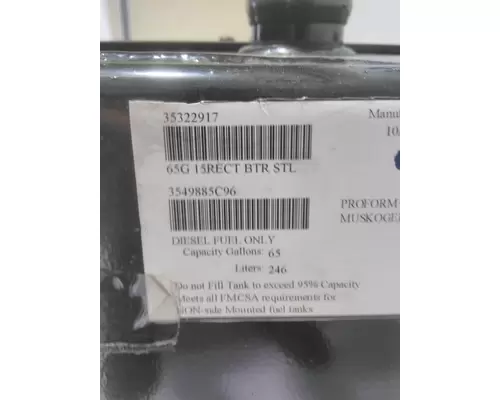 35322917
Manu
10
65G 15RECT BTR STL
3549885C96
PROFORM
MUSKOGE
DIESEL FUEL ONLY
Capacity Gallons: 65
Liters: 246
Do not Fill Tank to exceed 95% Capacity
Meets all FMCSA requirements for
NON-side Mounted fuel tanks